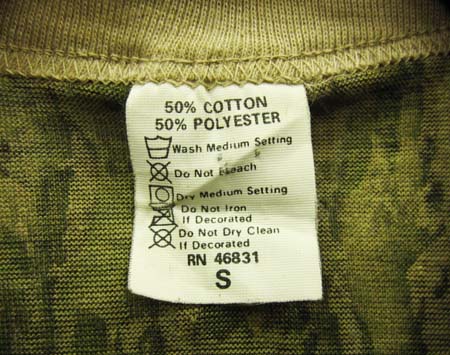 50% COTTON
50% POLYESTER
Wash Medium Setting
Do Not Bleach
Dry Medium Setting
Do Not Iron
If Decorated
Do Not Dry Clean
If Decorated
RN 46831
S